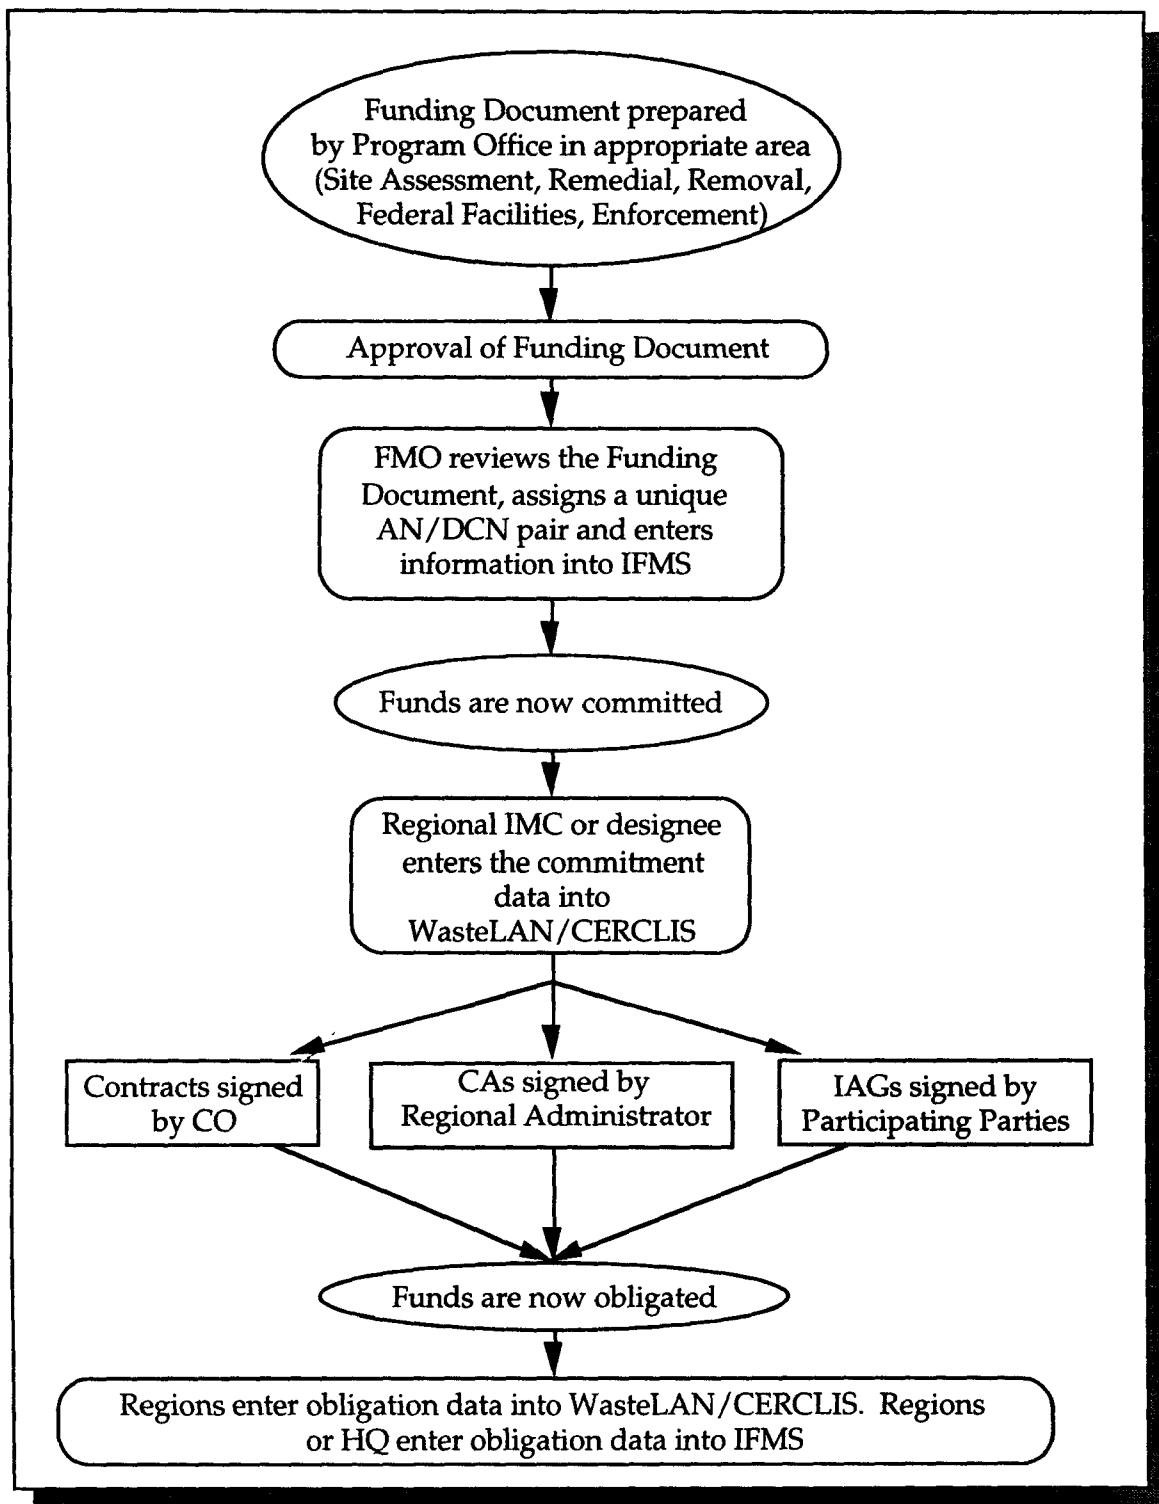 Funding Document prepared
by Program Office in appropriate area
(Site Assessment, Remedial, Removal,
Federal Facilities, Enforcement)
Approval of Funding Document
FMO reviews the Funding
Document, assigns a unique
AN/DCN pair and enters
information into IFMS
Funds are now committed
Regional IMC or designee
enters the commitment
data into
WasteLAN/CERCLIS
Contracts signed
by CO
CAs signed by
Regional Administrator
IAGs signed by
Participating Parties
Funds are now obligated
Regions enter obligation data into WasteLAN/CERCLIS. Regions
or HQ enter obligation data into IFMS